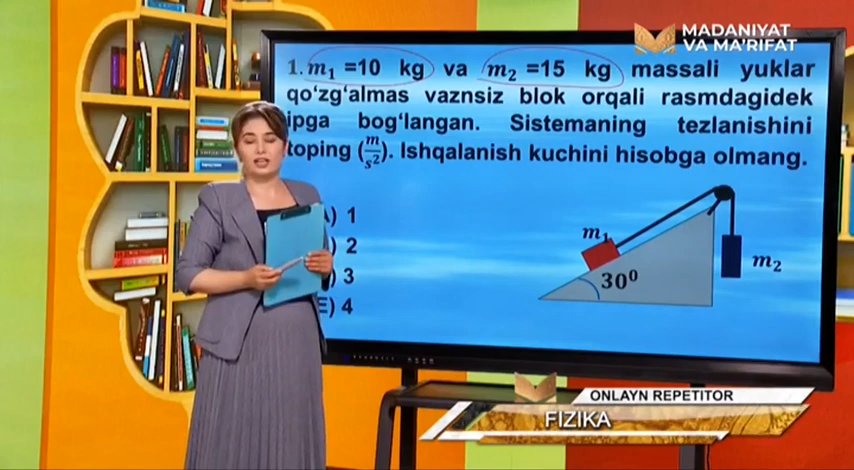 MADANIYAT
VA MA'RIFAT
1. m₁ =10 kg va m₂ =15 kg massali yuklar
qo‘zg‘almas vaznsiz blok orqali rasmdagidek
ipga bog‘langan. Sistemaning tezlanishini
toping (m/s²). Ishqalanish kuchini hisobga olmang.
) 1
) 2
) 3
E) 4
m₁
30⁰
m₂
ONLAYN REPETITOR
FIZIKA